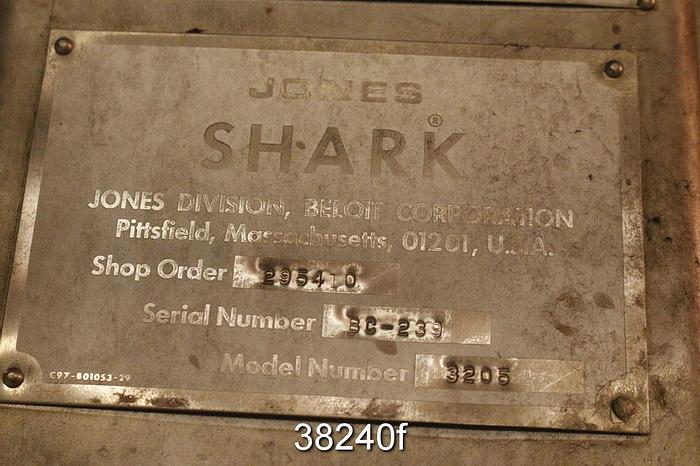 JONES
SHARK®
JONES DIVISION, BELOIT CORPORATION
Pittsfield, Massachusetts, 01201, U.S.A.
Shop Order 295410
Serial Number BC-239
Model Number 3205
C97-801053-29
38240f